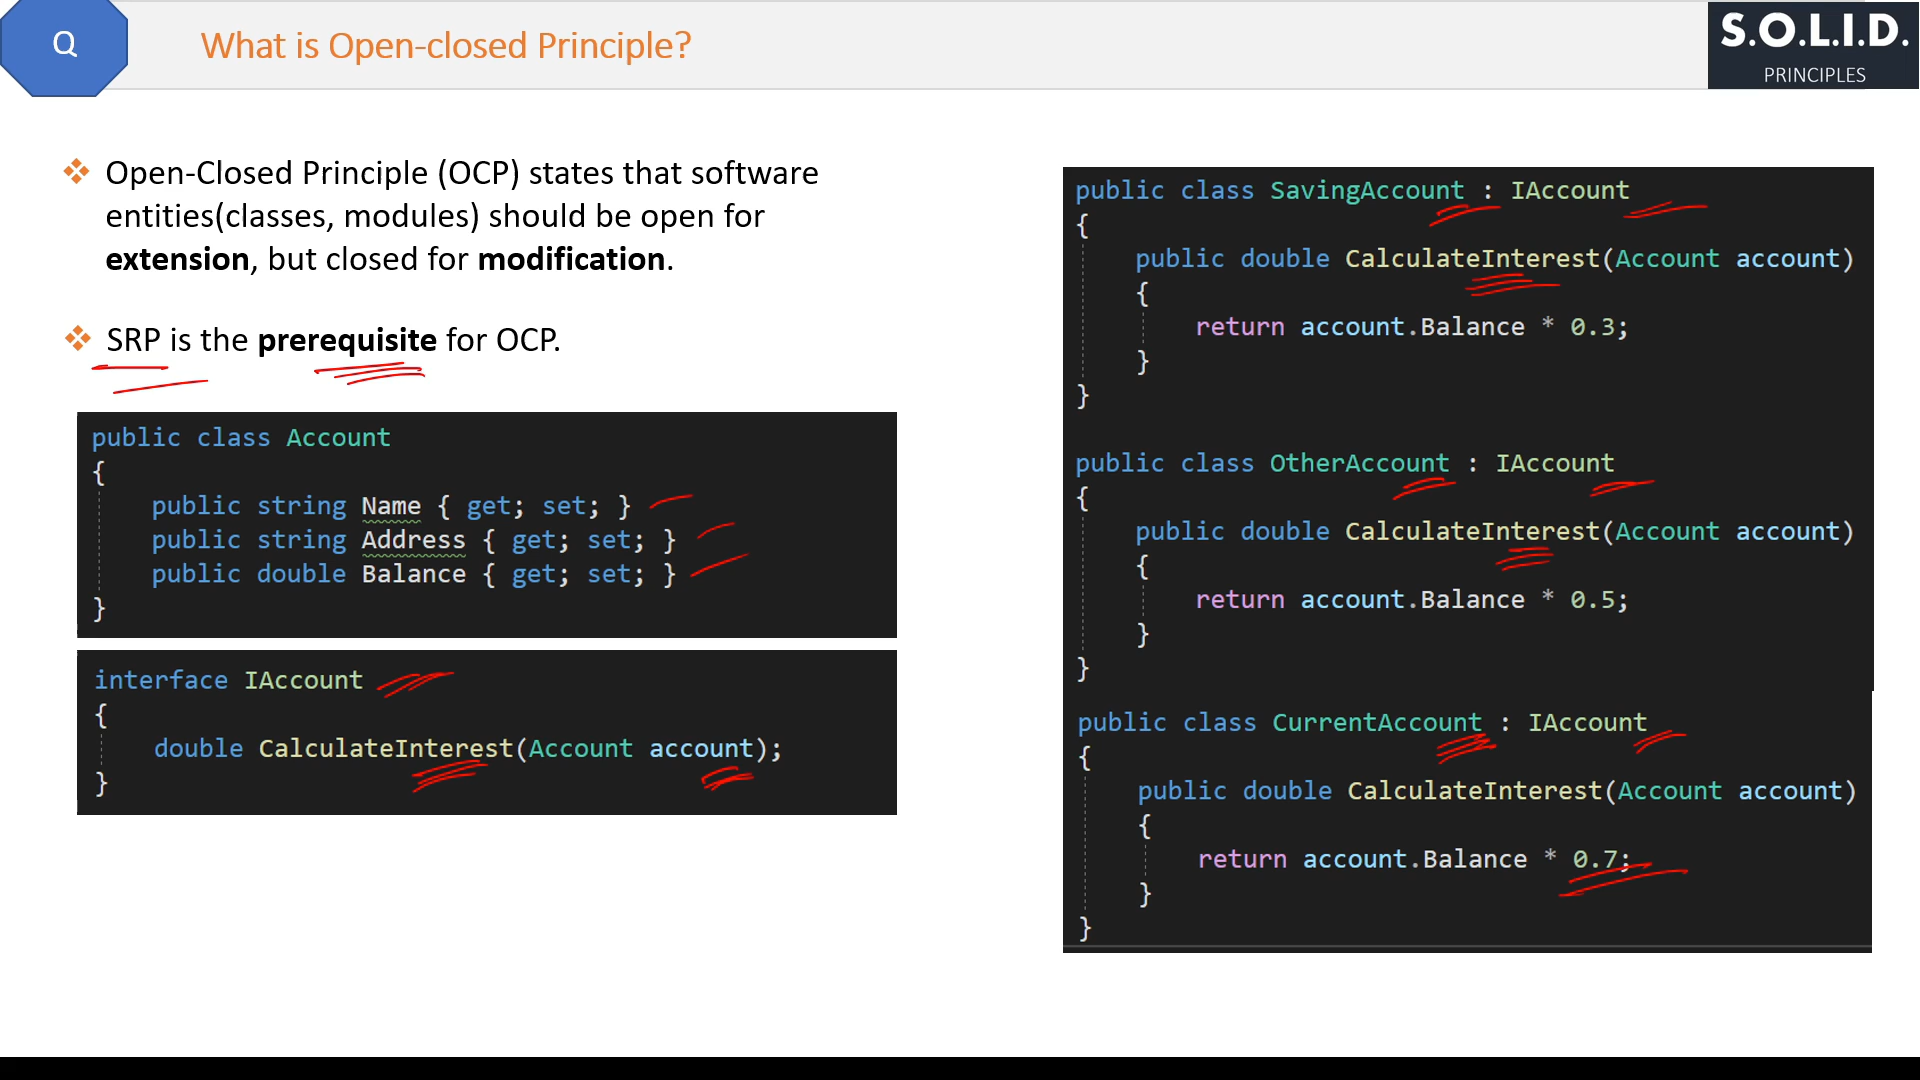 Q
What is Open-closed Principle?
S.O.L.I.D.
PRINCIPLES
Open-Closed Principle (OCP) states that software
entities(classes, modules) should be open for
extension, but closed for modification.
SRP is the prerequisite for OCP.
public class Account
{
public string Name { get; set; }
public string Address { get; set; }
public double Balance { get; set; }
}
interface IAccount
{
double CalculateInterest(Account account);
}
public class SavingAccount : IAccount
{
public double CalculateInterest(Account account)
{
return account.Balance * 0.3;
}
}
public class OtherAccount : IAccount
{
public double CalculateInterest(Account account)
{
return account.Balance * 0.5;
}
}
public class CurrentAccount : IAccount
{
public double CalculateInterest(Account account)
{
return account.Balance * 0.7;
}
}